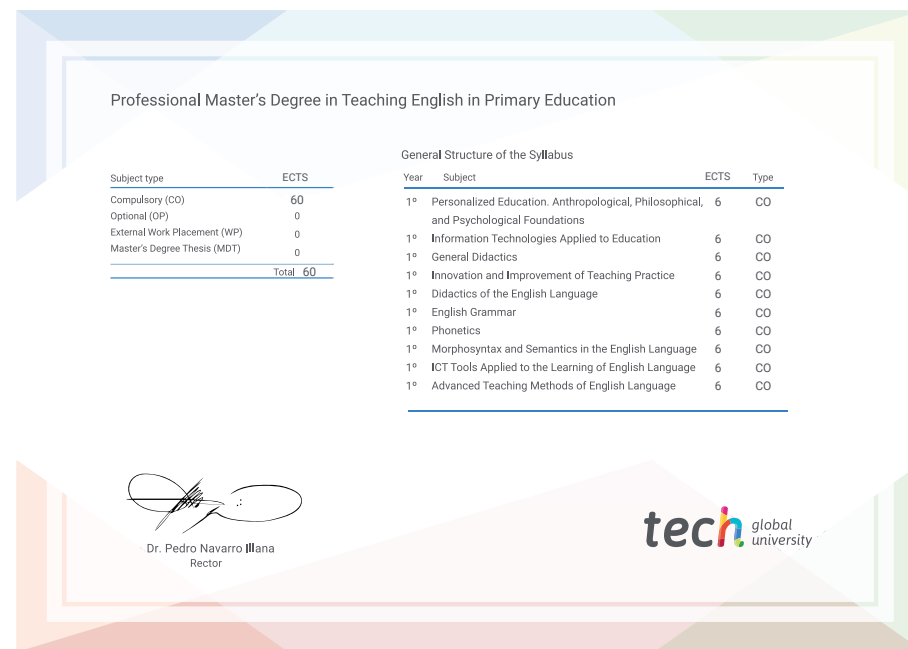 Professional Master's Degree in Teaching English in Primary Education
Subject type ECTS
Compulsory (CO) 60
Optional (OP) 0
External Work Placement (WP) 0
Master's Degree Thesis (MDT) 0
Total 60
General Structure of the Syllabus
Year Subject ECTS Type
1º Personalized Education. Anthropological, Philosophical, 6 CO
and Psychological Foundations
1º Information Technologies Applied to Education 6 CO
1º General Didactics 6 CO
1º Innovation and Improvement of Teaching Practice 6 CO
1º Didactics of the English Language 6 CO
1º English Grammar 6 CO
1º Phonetics 6 CO
1º Morphosyntax and Semantics in the English Language 6 CO
1º ICT Tools Applied to the Learning of English Language 6 CO
1º Advanced Teaching Methods of English Language 6 CO
Dr. Pedro Navarro Illana
Rector
tech global
university